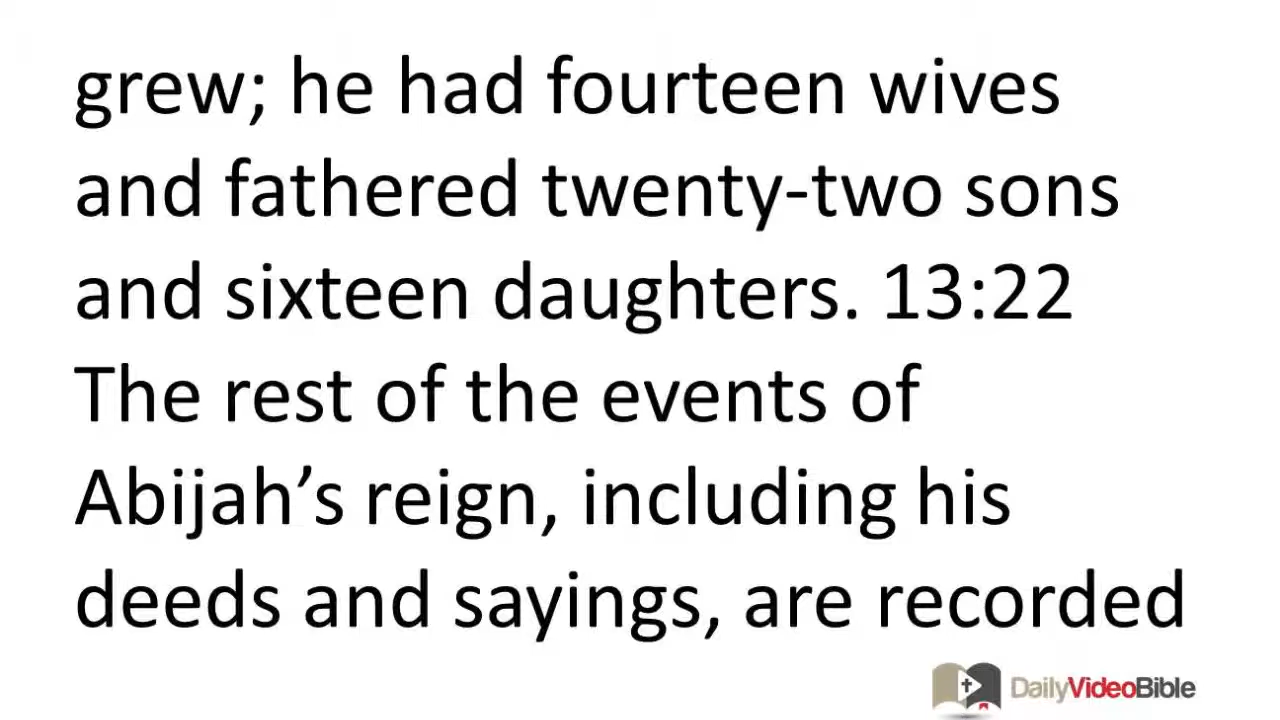 grew; he had fourteen wives
and fathered twenty-two sons
and sixteen daughters. 13:22
The rest of the events of
Abijah’s reign, including his
deeds and sayings, are recorded
DailyVideoBible